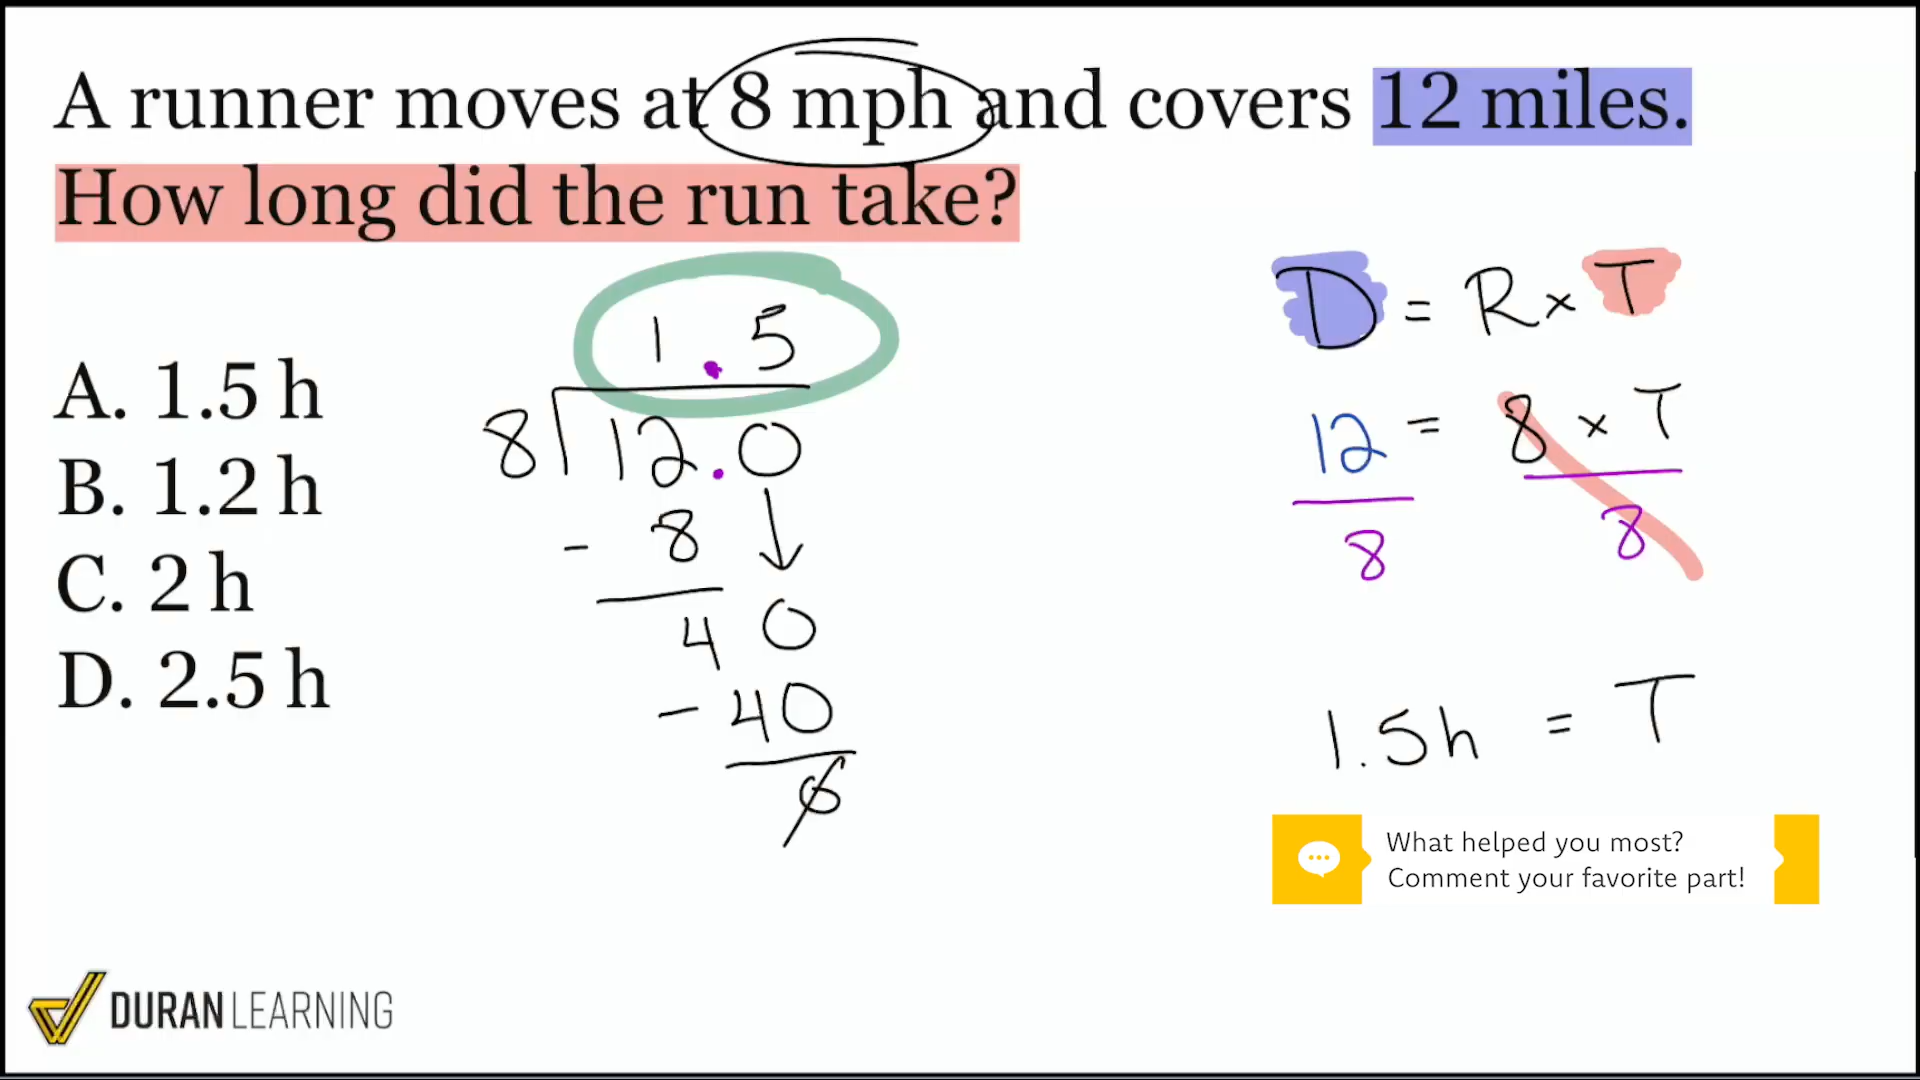 A runner moves at 8 mph and covers 12 miles.
How long did the run take?
A. 1.5 h
B. 1.2 h
C. 2 h
D. 2.5 h
1.5
8 12.0
- 8
40
- 40
0
D = R × T
12 = 8 × T
8 8
1.5h = T
What helped you most?
Comment your favorite part!
DURAN LEARNING